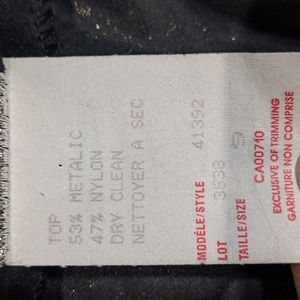 TOP
53% METALIC
47% NYLON
DRY CLEAN
NETTOYER A SEC
MODÈLE/STYLE 41392
LOT 3538
TAILLE/SIZE 9
CA00710
EXCLUSIVE OF TRIMMING
GARNITURE NON COMPRISE